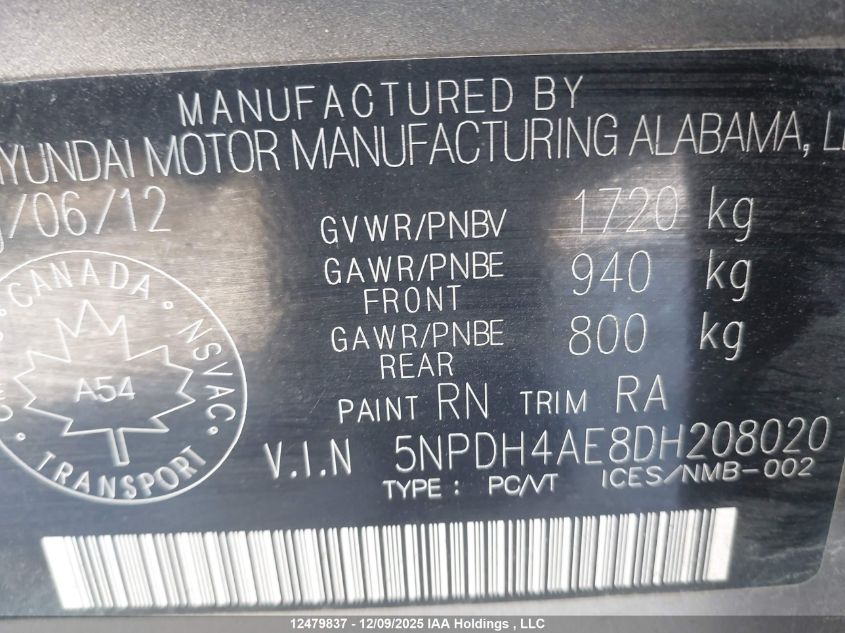 MANUFACTURED BY
HYUNDAI MOTOR MANUFACTURING ALABAMA,
/06/12
GVWR/PNBV 1720 kg
GAWR/PNBE FRONT 940 kg
GAWR/PNBE REAR 800 kg
PAINT RN TRIM RA
V.I.N 5NPDH4AE8DH208020
TYPE : PC/VT ICES/NMB-002
CANADA
NSVAC
A54
TRANSPORT
12479837 - 12/09/2025 IAA Holdings , LLC